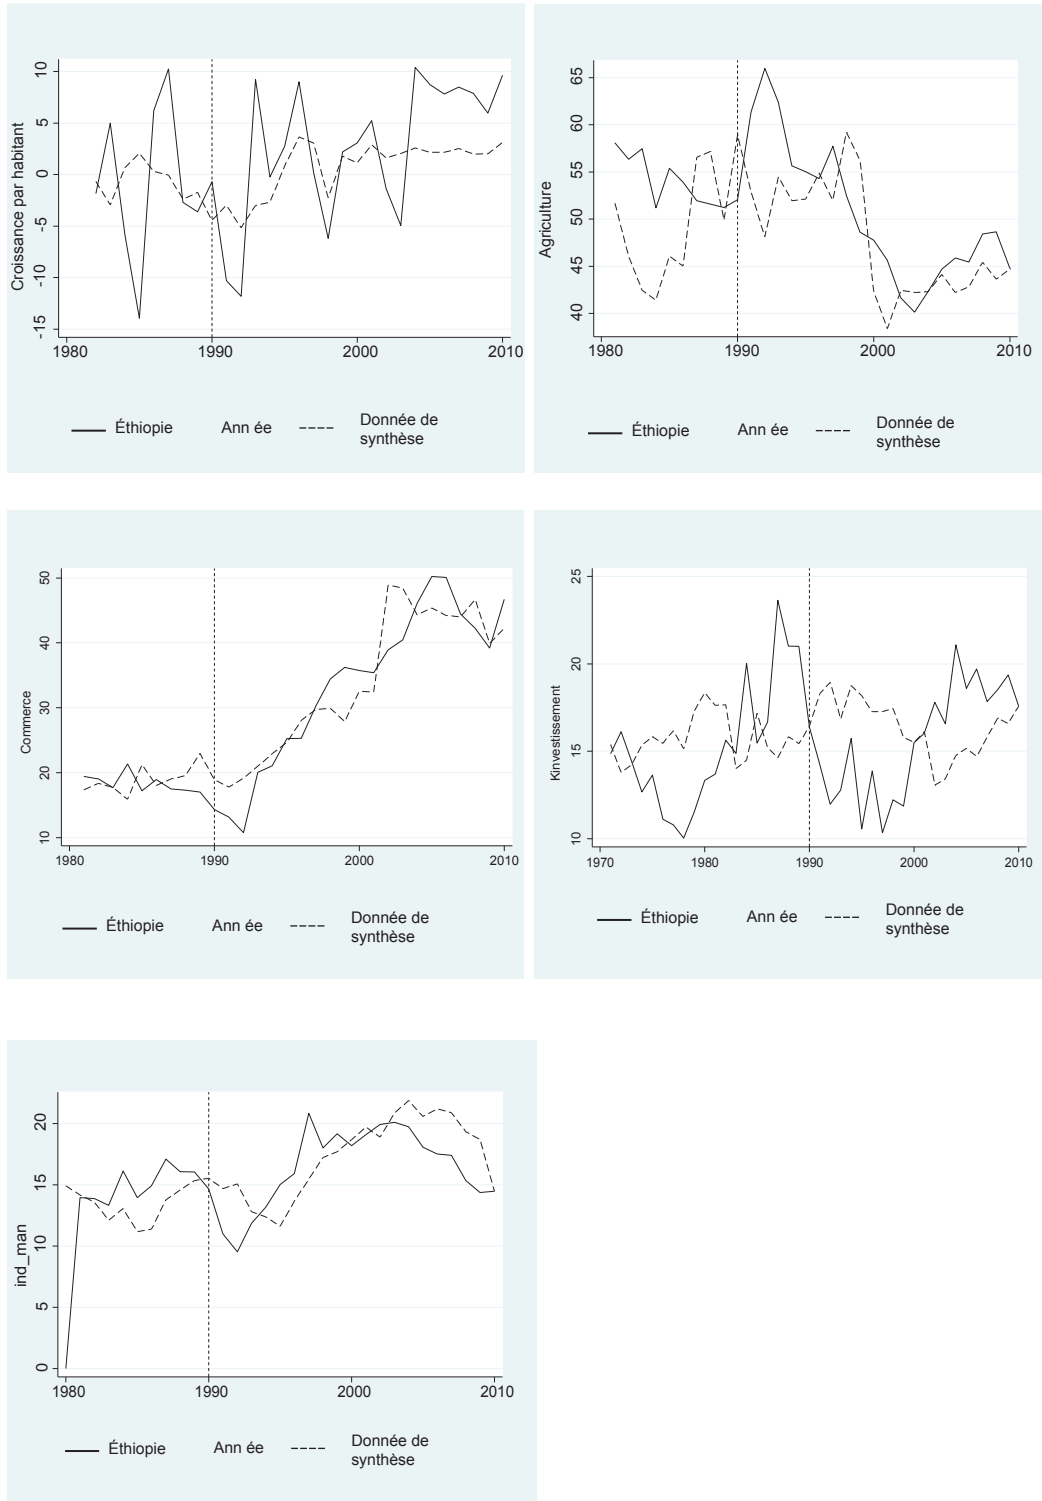 Croissance par habitant
10
5
0
-5
-10
-15
1980
1990
2000
2010
Éthiopie
Ann ée
Donnée de
synthèse
Agriculture
65
60
55
50
45
40
1980
1990
2000
2010
Éthiopie
Ann ée
Donnée de
synthèse
Commerce
50
40
30
20
10
1980
1990
2000
2010
Éthiopie
Ann ée
Donnée de
synthèse
Kinvestissement
25
20
15
10
1970
1980
1990
2000
2010
Éthiopie
Ann ée
Donnée de
synthèse
ind_man
20
15
10
5
0
1980
1990
2000
2010
Éthiopie
Ann ée
Donnée de
synthèse